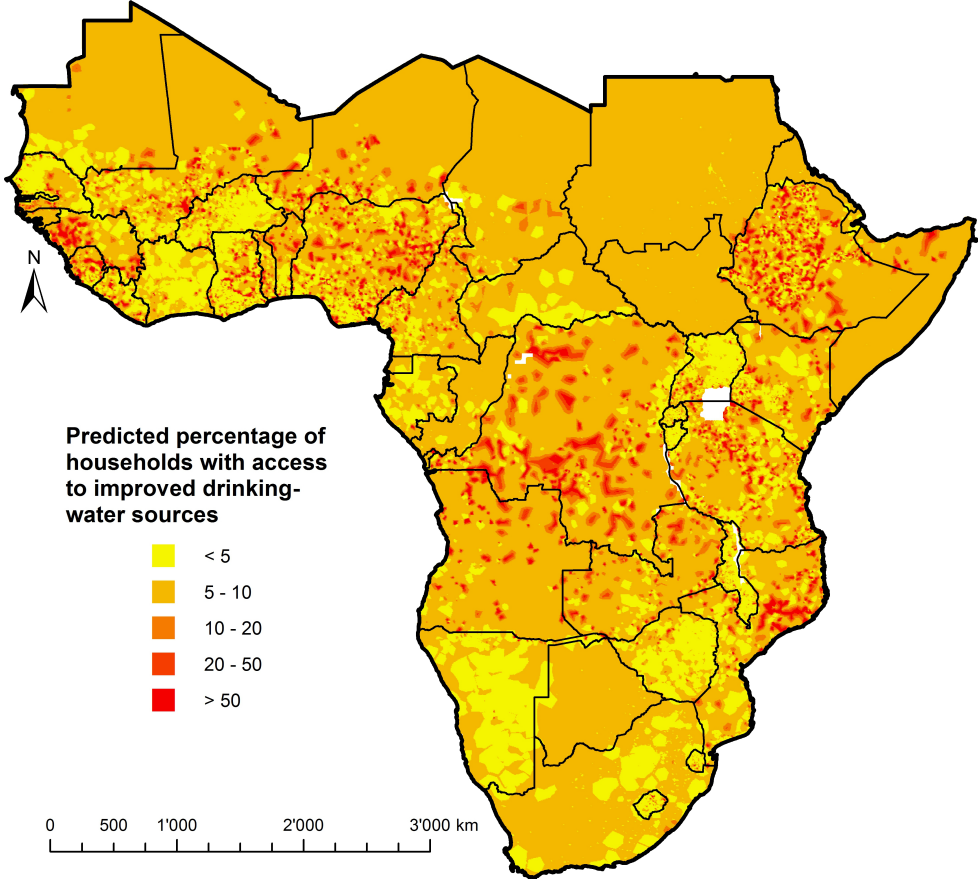 N
Predicted percentage of
households with access
to improved drinking-
water sources
< 5
5 - 10
10 - 20
20 - 50
> 50
0 500 1'000 2'000 3'000 km